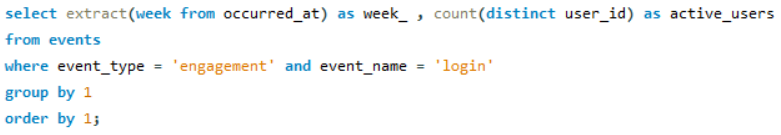 select extract(week from occurred_at) as week_ , count(distinct user_id) as active_users
from events
where event_type = 'engagement' and event_name = 'login'
group by 1
order by 1;